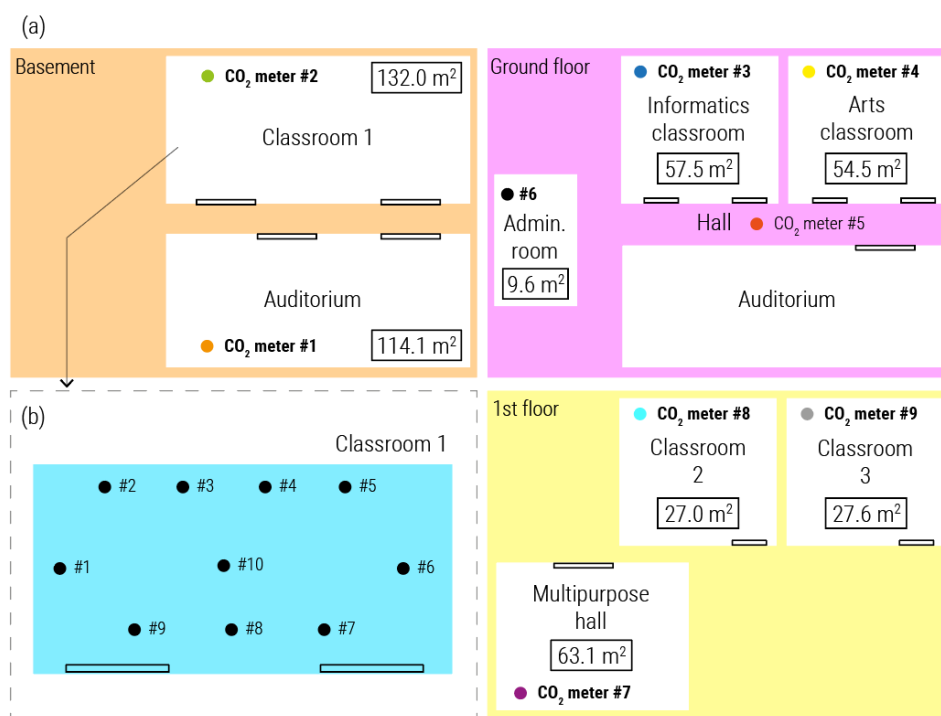 (a)
Basement
CO₂ meter #2
132.0 m²
Classroom 1
Auditorium
CO₂ meter #1
114.1 m²
Ground floor
CO₂ meter #3
Informatics
classroom
57.5 m²
CO₂ meter #4
Arts
classroom
54.5 m²
#6
Admin.
room
9.6 m²
Hall
CO₂ meter #5
Auditorium
(b)
Classroom 1
#2
#3
#4
#5
#1
#10
#6
#9
#8
#7
1st floor
CO₂ meter #8
Classroom
2
27.0 m²
CO₂ meter #9
Classroom
3
27.6 m²
Multipurpose
hall
63.1 m²
CO₂ meter #7